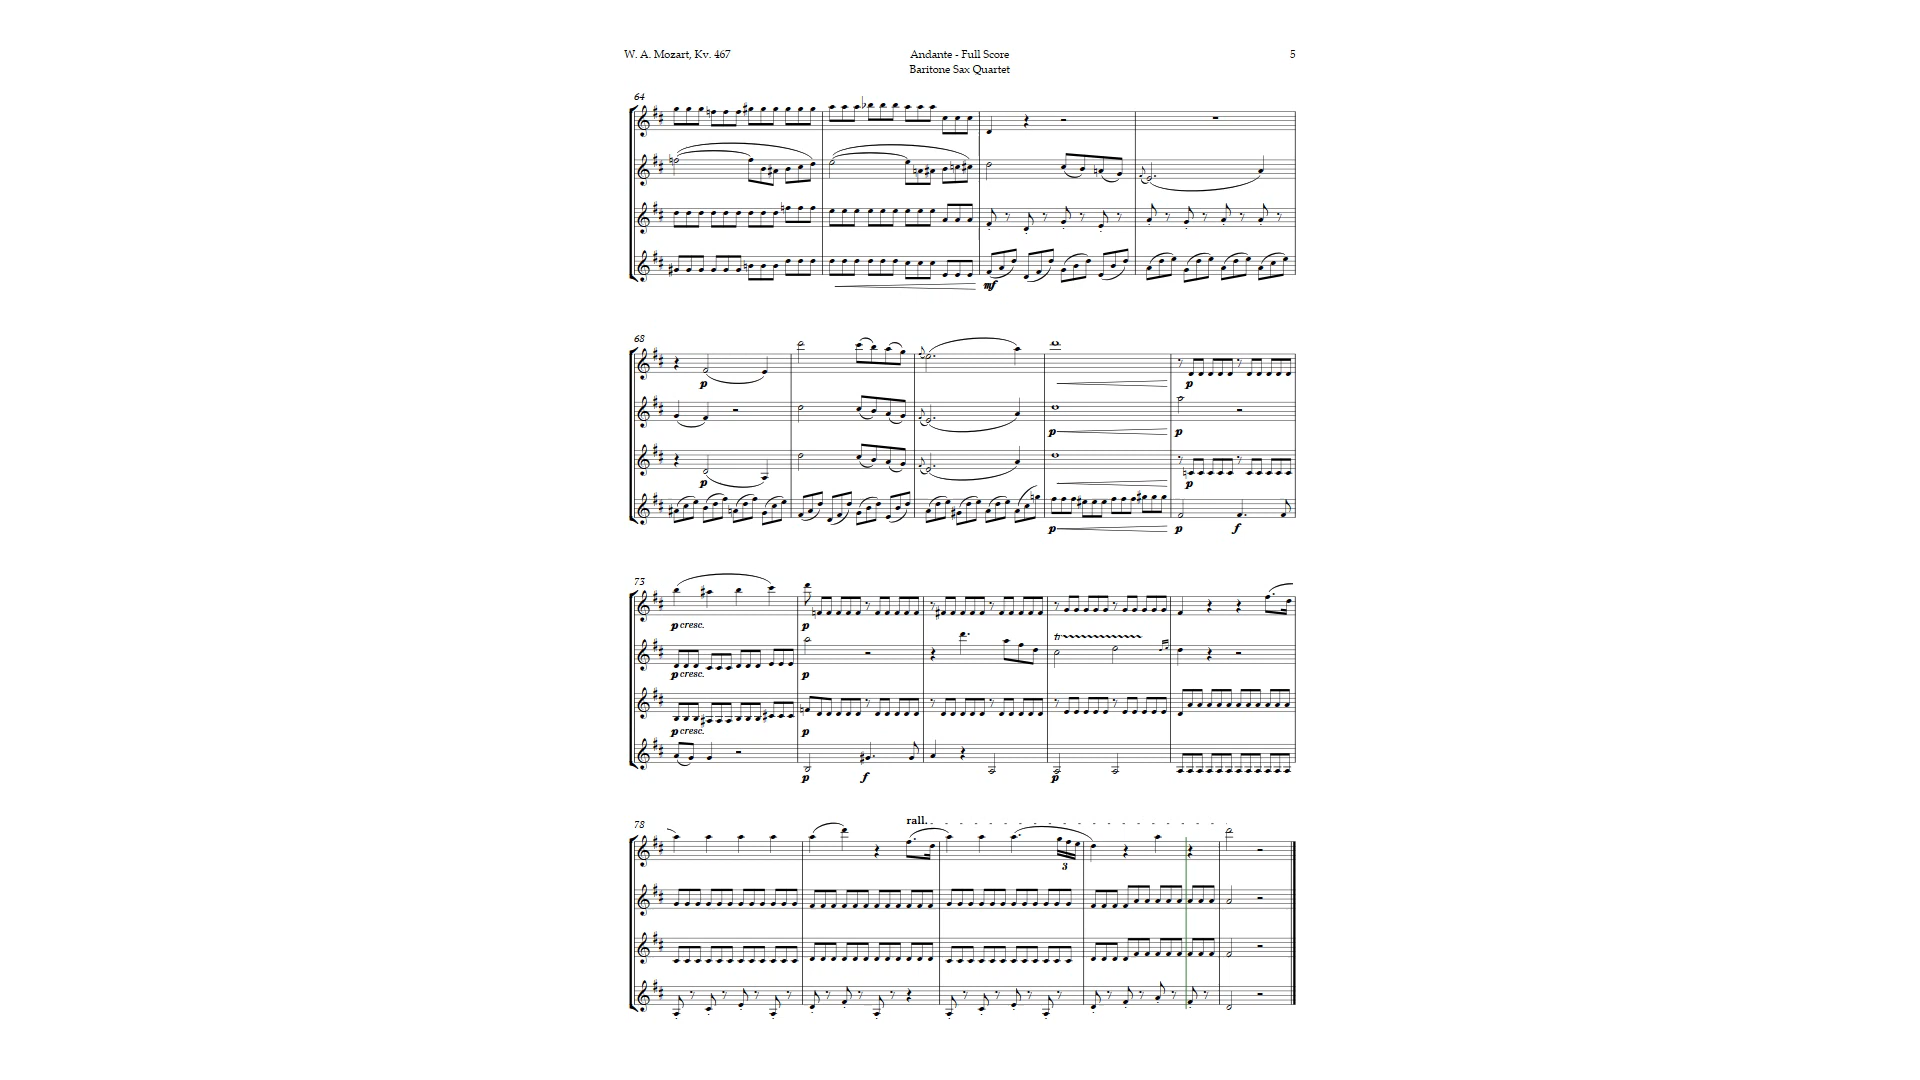 W. A. Mozart, Kv. 467
Andante - Full Score
5
Baritone Sax Quartet
64
mf
68
p
p
p
p
p
p
p
p
f
73
p cresc.
p
tr
p cresc.
p
p cresc.
p
p
f
p
78
rall.
3